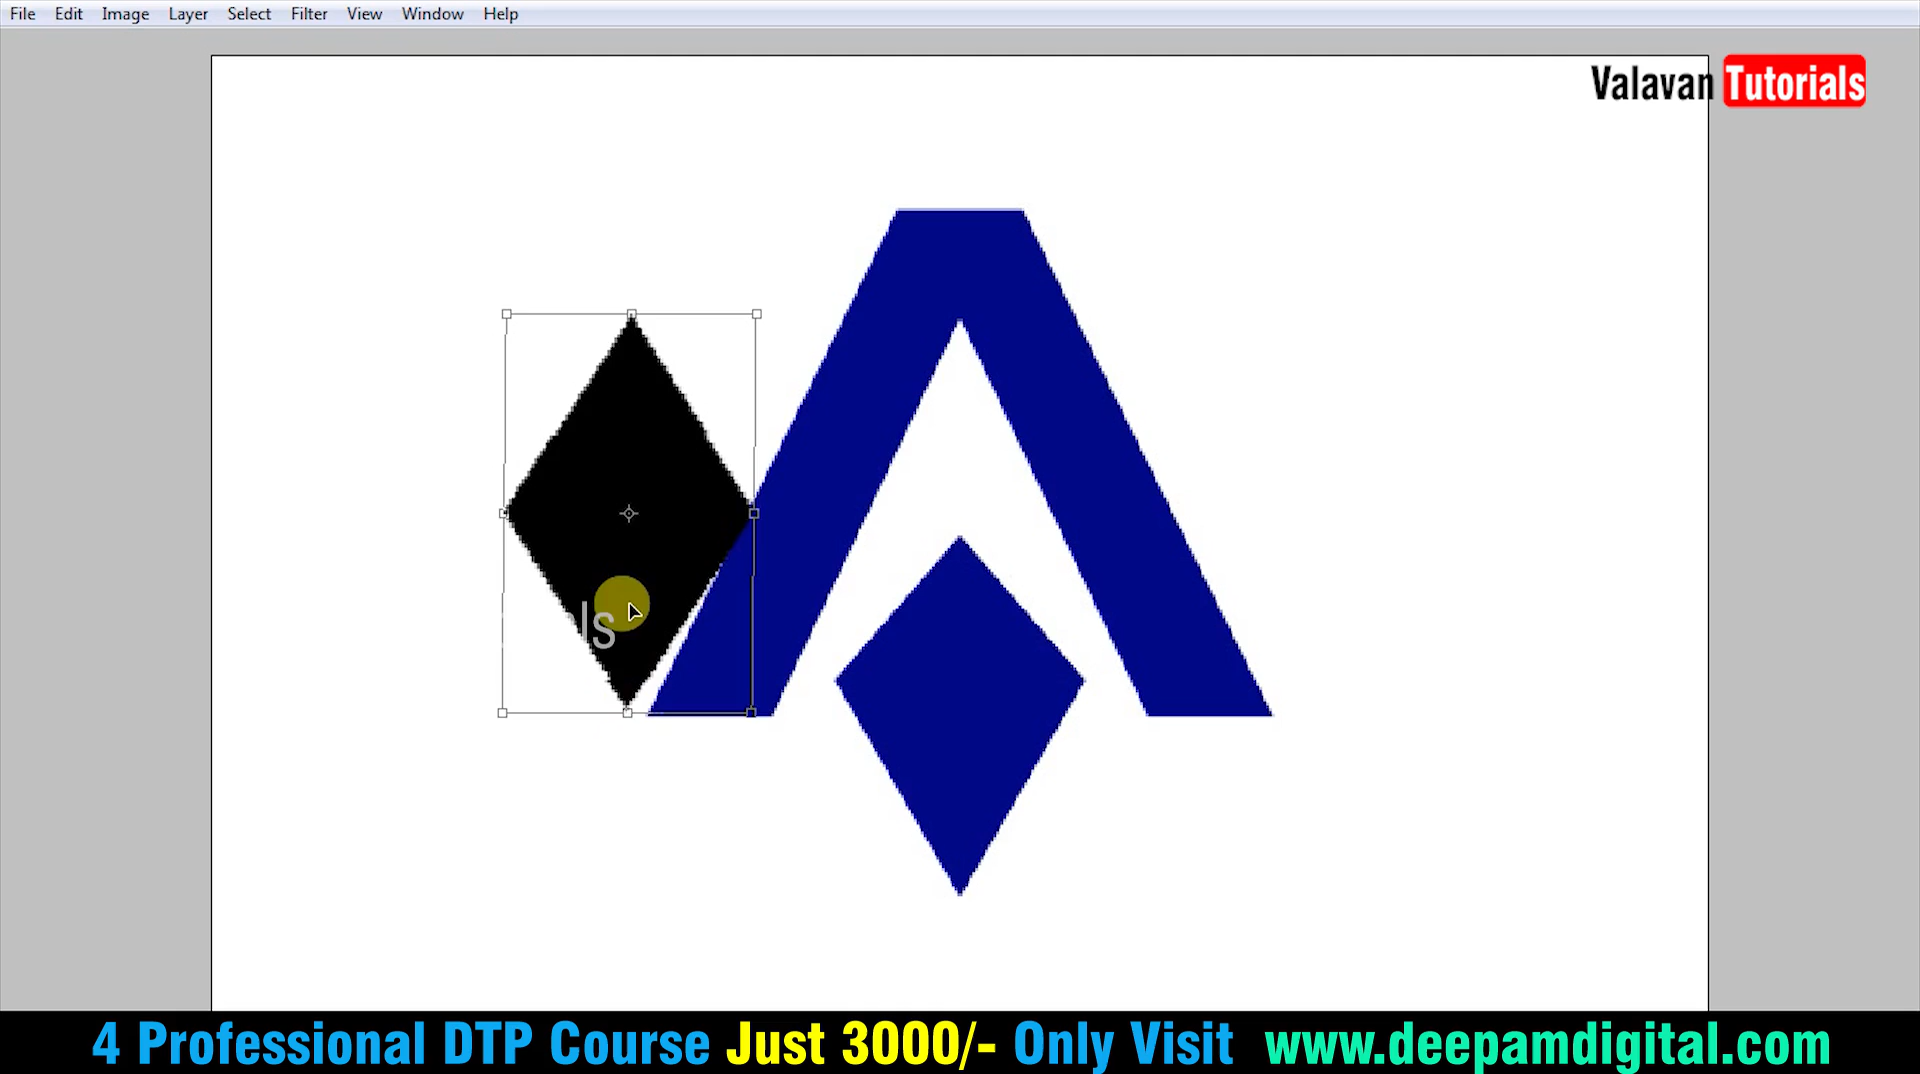 File Edit Image Layer Select Filter View Window Help
Valavan Tutorials
4 Professional DTP Course Just 3000/- Only Visit www.deepamdigital.com